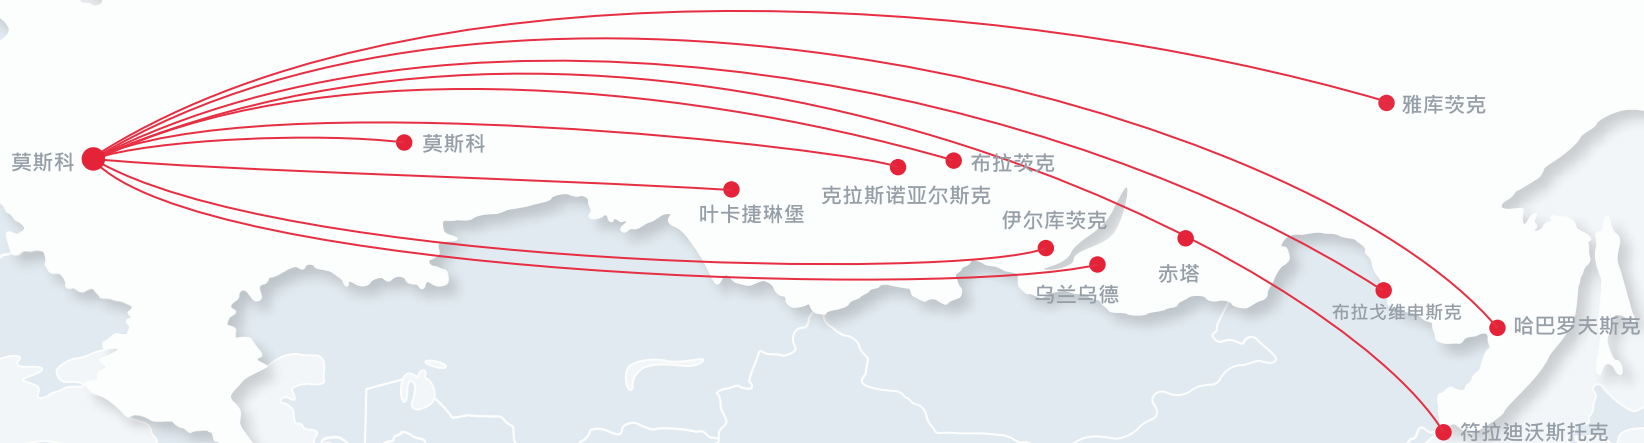 雅库茨克
莫斯科
莫斯科
布拉茨克
克拉斯诺亚尔斯克
叶卡捷琳堡
伊尔库茨克
赤塔
乌兰乌德
布拉戈维申斯克
哈巴罗夫斯克
符拉迪沃斯托克